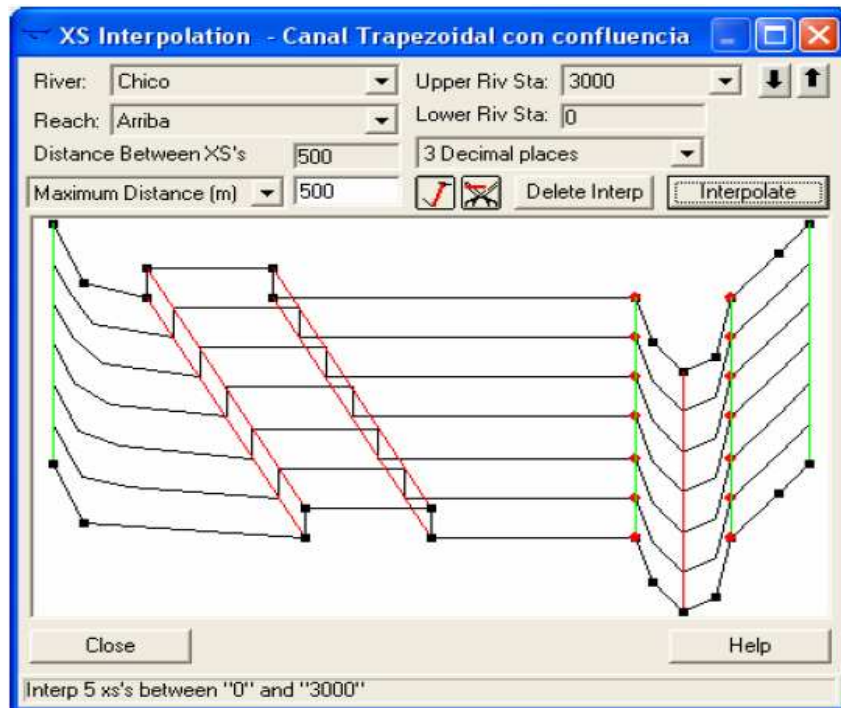 XS Interpolation - Canal Trapezoidal con confluencia
River: Chico Upper Riv Sta: 3000
Reach: Arriba Lower Riv Sta: 0
Distance Between XS's 500 3 Decimal places
Maximum Distance (m) 500 Delete Interp Interpolate
Close Help
Interp 5 xs's between "0" and "3000"